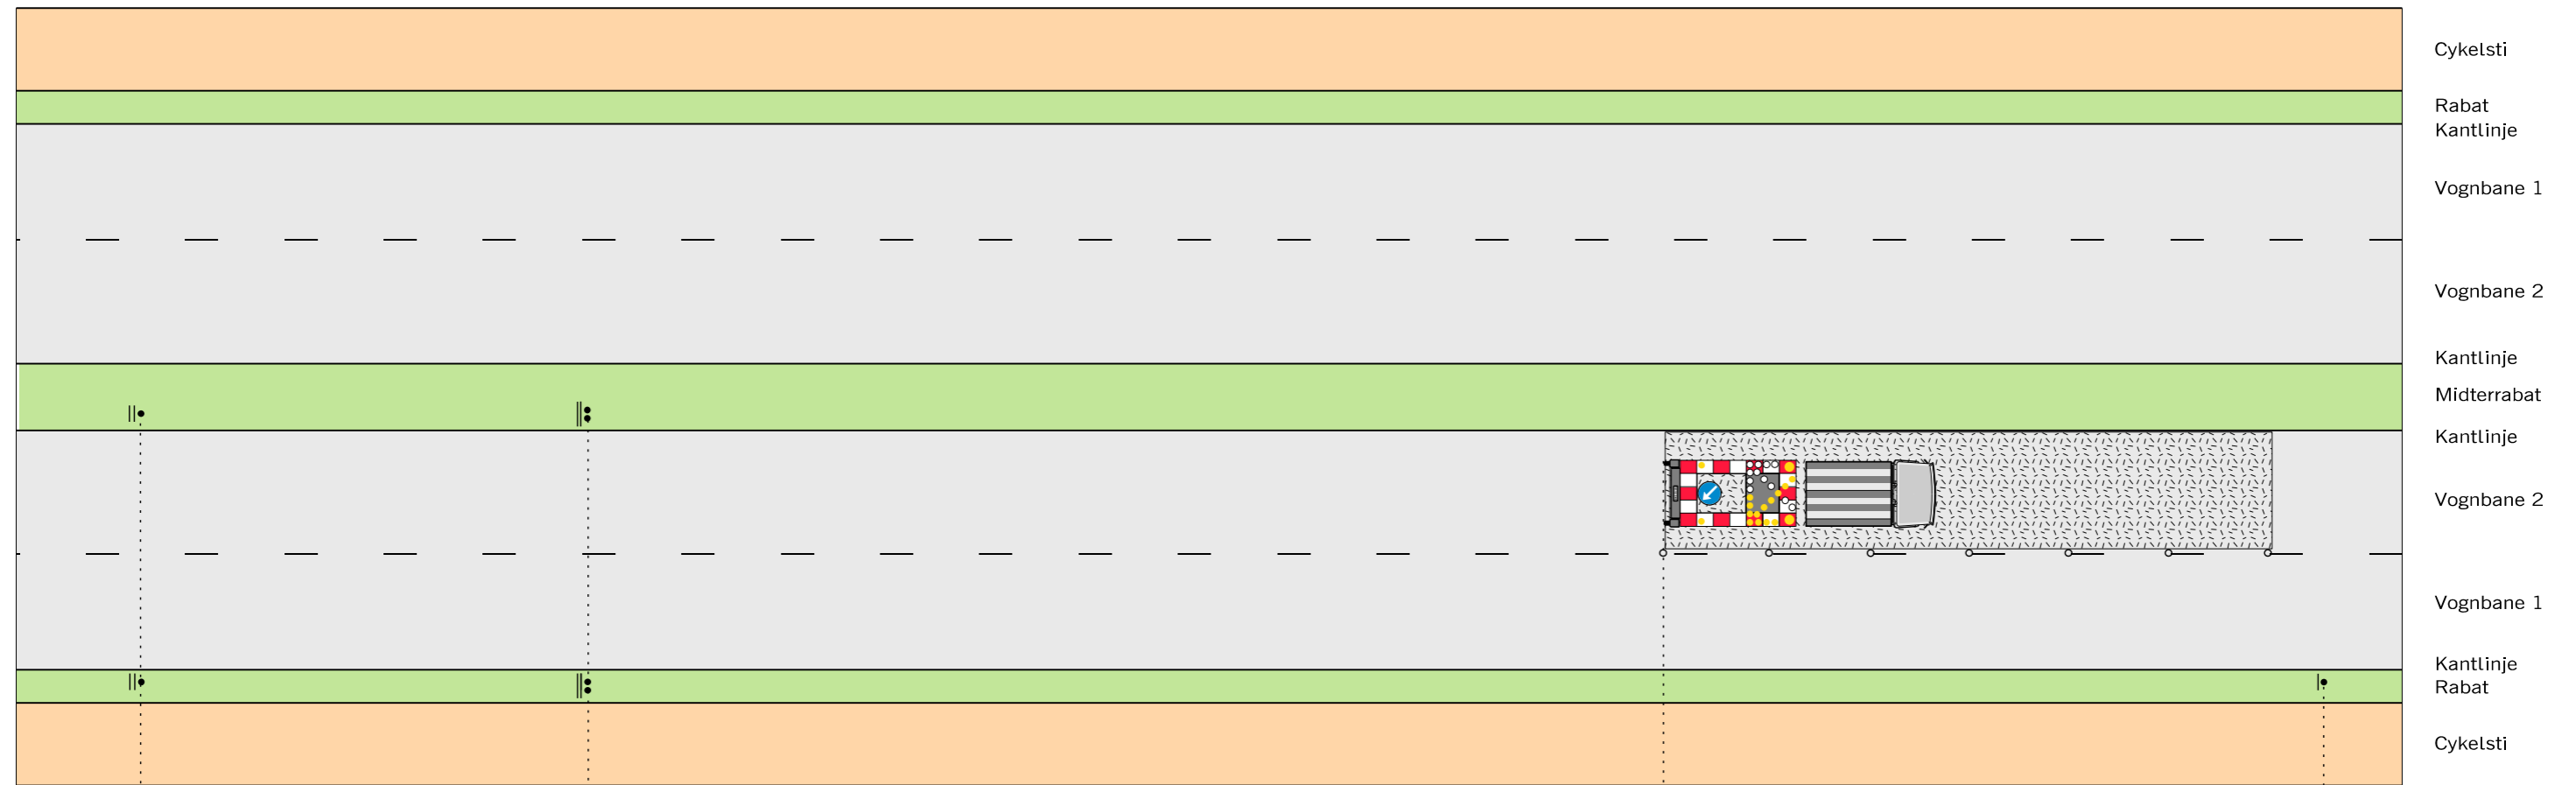 Cykelsti
Rabat
Kantlinje
Vognbane 1
Vognbane 2
Kantlinje
Midterrabat
Kantlinje
Vognbane 2
Vognbane 1
Kantlinje
Rabat
Cykelsti